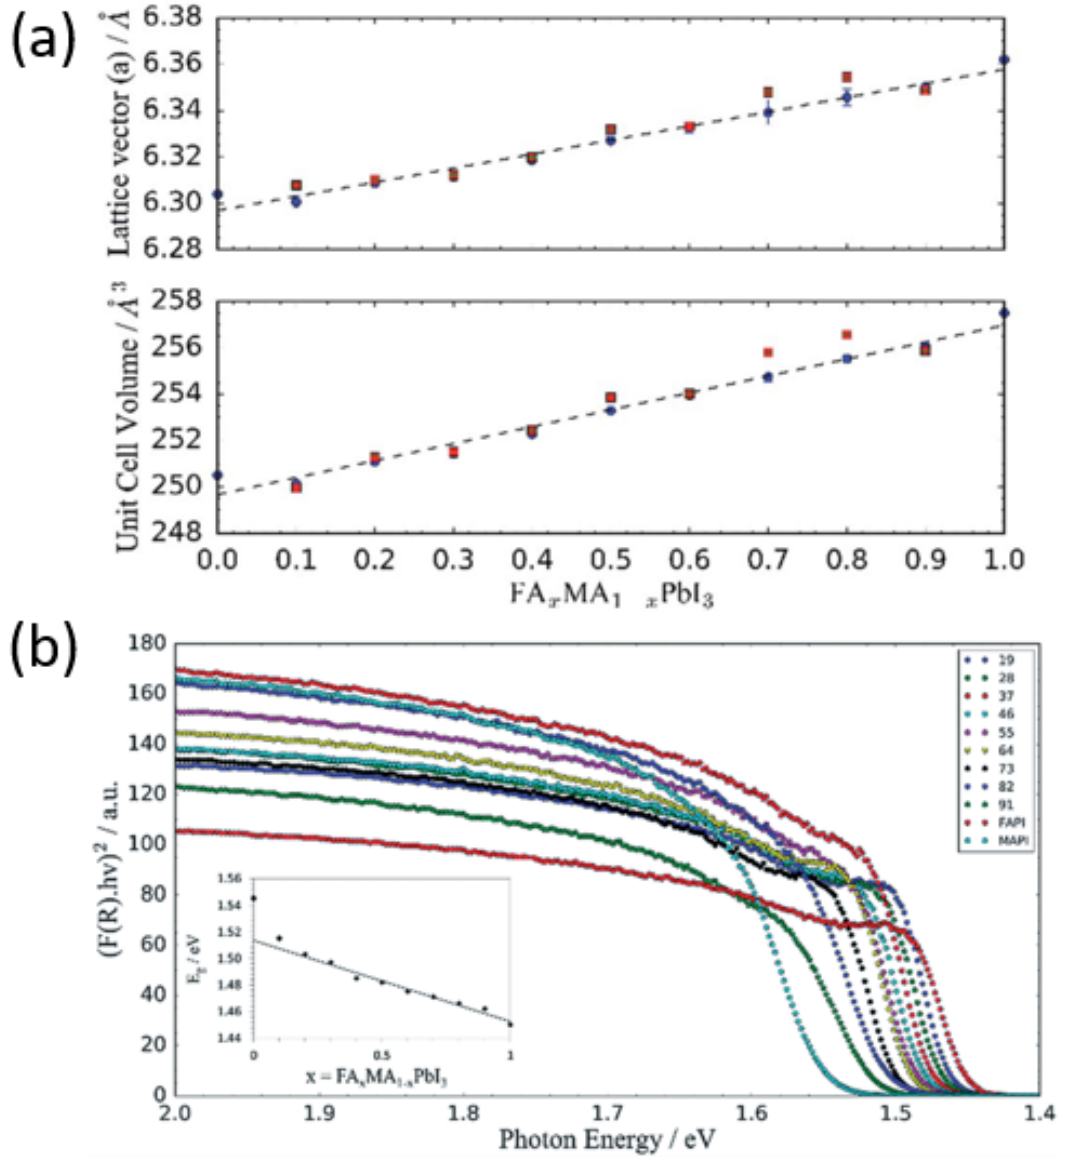 (a)
Lattice vector (a) / Å
6.38
6.36
6.34
6.32
6.30
6.28
Unit Cell Volume / Å 3
258
256
254
252
250
248
0.0 0.1 0.2 0.3 0.4 0.5 0.6 0.7 0.8 0.9 1.0
FAxMA1 xPbI3
(b)
(F(R).hv)2 / a.u.
180
160
140
120
100
80
60
40
20
0
19
28
37
46
55
64
73
82
91
FAPI
MAPI
Eg / eV
1.56
1.54
1.52
1.50
1.48
1.46
1.44
0 0.5 1
x = FAxMA1-xPbI3
2.0 1.9 1.8 1.7 1.6 1.5 1.4
Photon Energy / eV